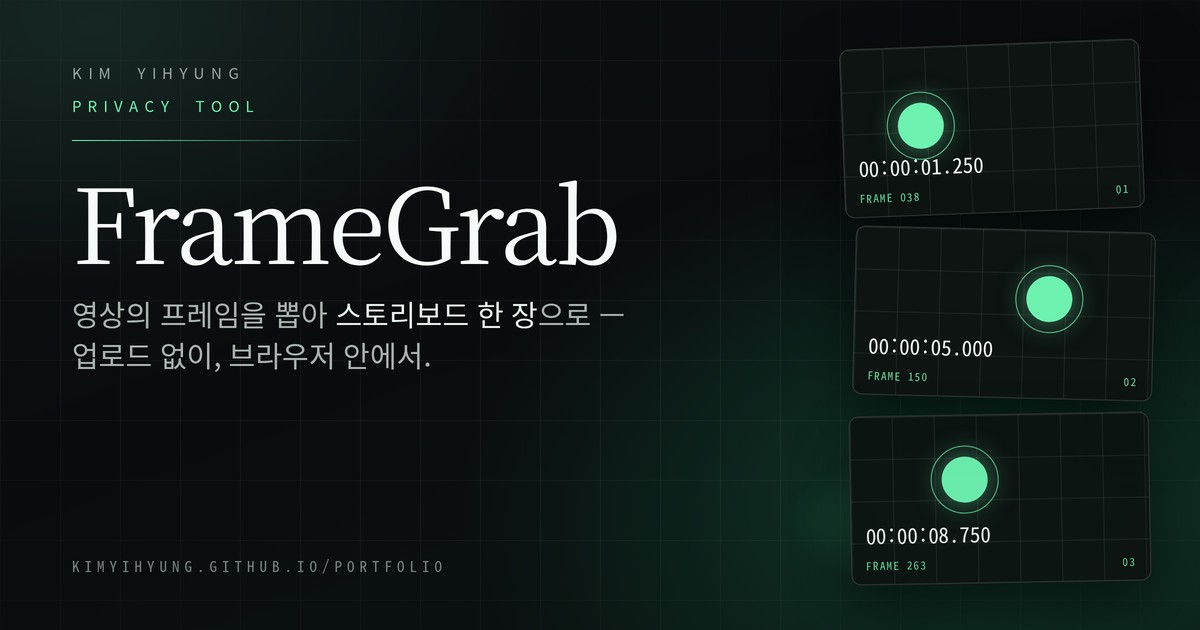 KIM YIHYUNG
PRIVACY TOOL
FrameGrab
영상의 프레임을 뽑아 스토리보드 한 장으로 —
업로드 없이, 브라우저 안에서.
KIMYIHYUNG.GITHUB.IO/PORTFOLIO
00:00:01.250
FRAME 038
01
00:00:05.000
FRAME 150
02
00:00:08.750
FRAME 263
03